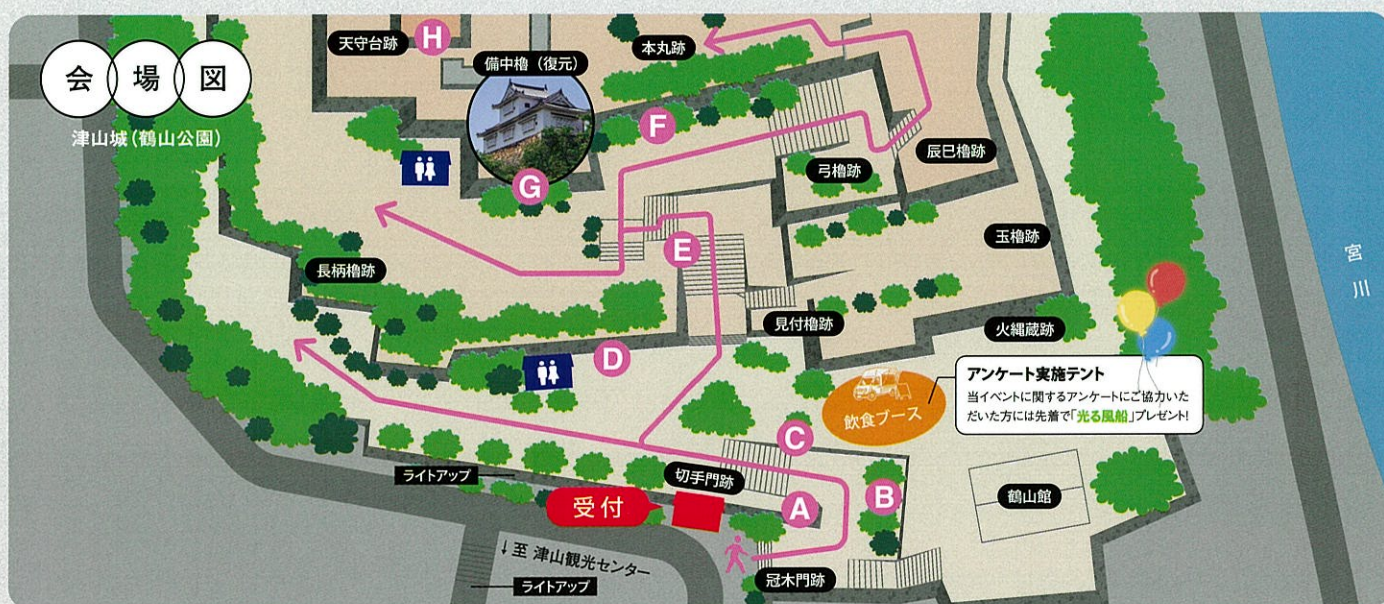 会場図
津山城(鶴山公園)
天守台跡
H
備中櫓（復元）
本丸跡
F
G
弓櫓跡
辰巳櫓跡
E
玉櫓跡
宮川
長柄櫓跡
見付櫓跡
火縄蔵跡
D
アンケート実施テント
当イベントに関するアンケートにご協力いた
だいた方には先着で「光る風船」プレゼント!
飲食ブース
C
ライトアップ
切手門跡
受付
A
B
鶴山館
↓至 津山観光センター
ライトアップ
冠木門跡